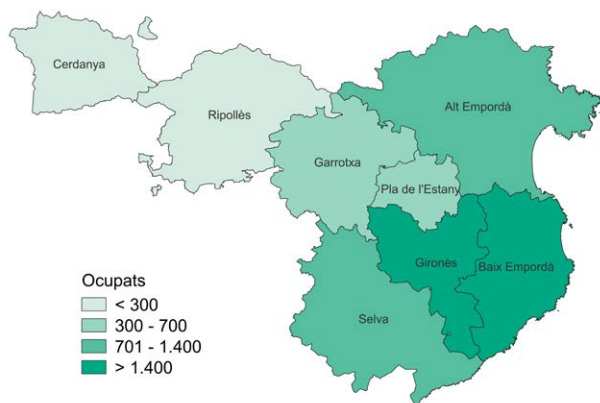 Cerdanya
Ripollès
Alt Empordà
Garrotxa
Pla de l'Estany
Gironès
Baix Empordà
Selva
Ocupats
< 300
300 - 700
701 - 1.400
> 1.400